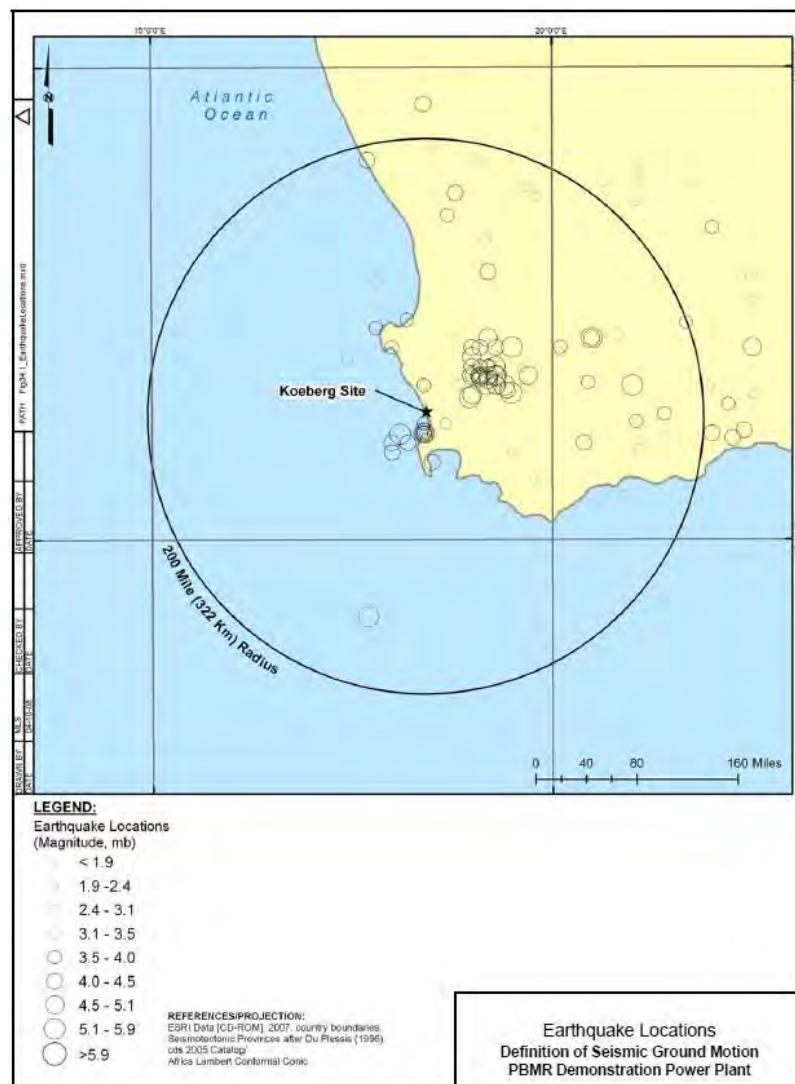 15°0'0"E
20°0'0"E
Atlantic
Ocean
Koeberg Site
200 Mile (322 Km) Radius
0 40 80 160 Miles
PATH Fig34.1_EarthquakeLocations.mxd
APPROVED BY
DATE
CHECKED BY
DATE
DRAWN BY MLS
DATE
LEGEND:
Earthquake Locations
(Magnitude, mb)
< 1.9
1.9 -2.4
2.4 - 3.1
3.1 - 3.5
3.5 - 4.0
4.0 - 4.5
4.5 - 5.1
5.1 - 5.9
>5.9
REFERENCES/PROJECTION:
ESRI Data [CD-ROM], 2007, country boundaries.
Seismotectonic Provinces after Du Plessis (1996)
cds 2005 Catalog/
Africa Lambert Conformal Conic
Earthquake Locations
Definition of Seismic Ground Motion
PBMR Demonstration Power Plant